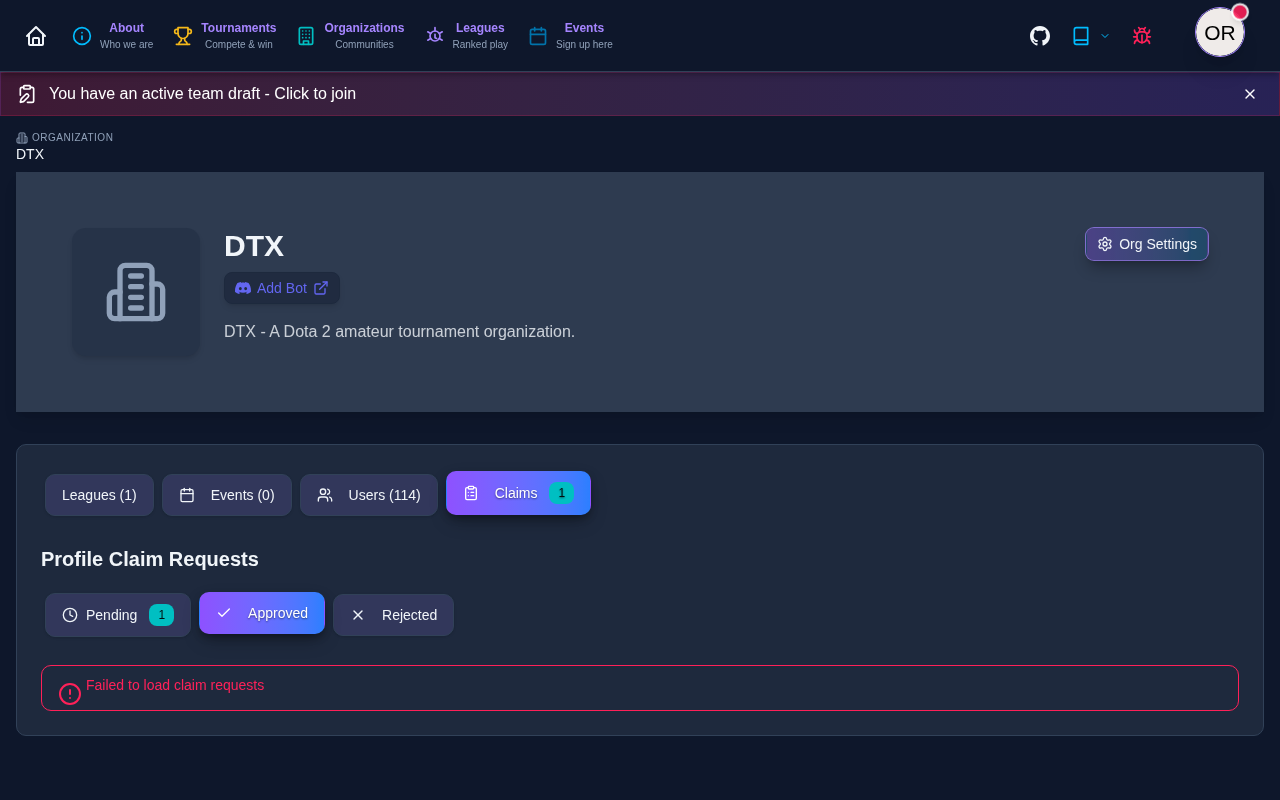 About
Who we are
Tournaments
Compete & win
Organizations
Communities
Leagues
Ranked play
Events
Sign up here
OR
You have an active team draft - Click to join
ORGANIZATION
DTX
DTX
Org Settings
Add Bot
DTX - A Dota 2 amateur tournament organization.
Leagues (1)
Events (0)
Users (114)
Claims 1
Profile Claim Requests
Pending 1
Approved
Rejected
Failed to load claim requests